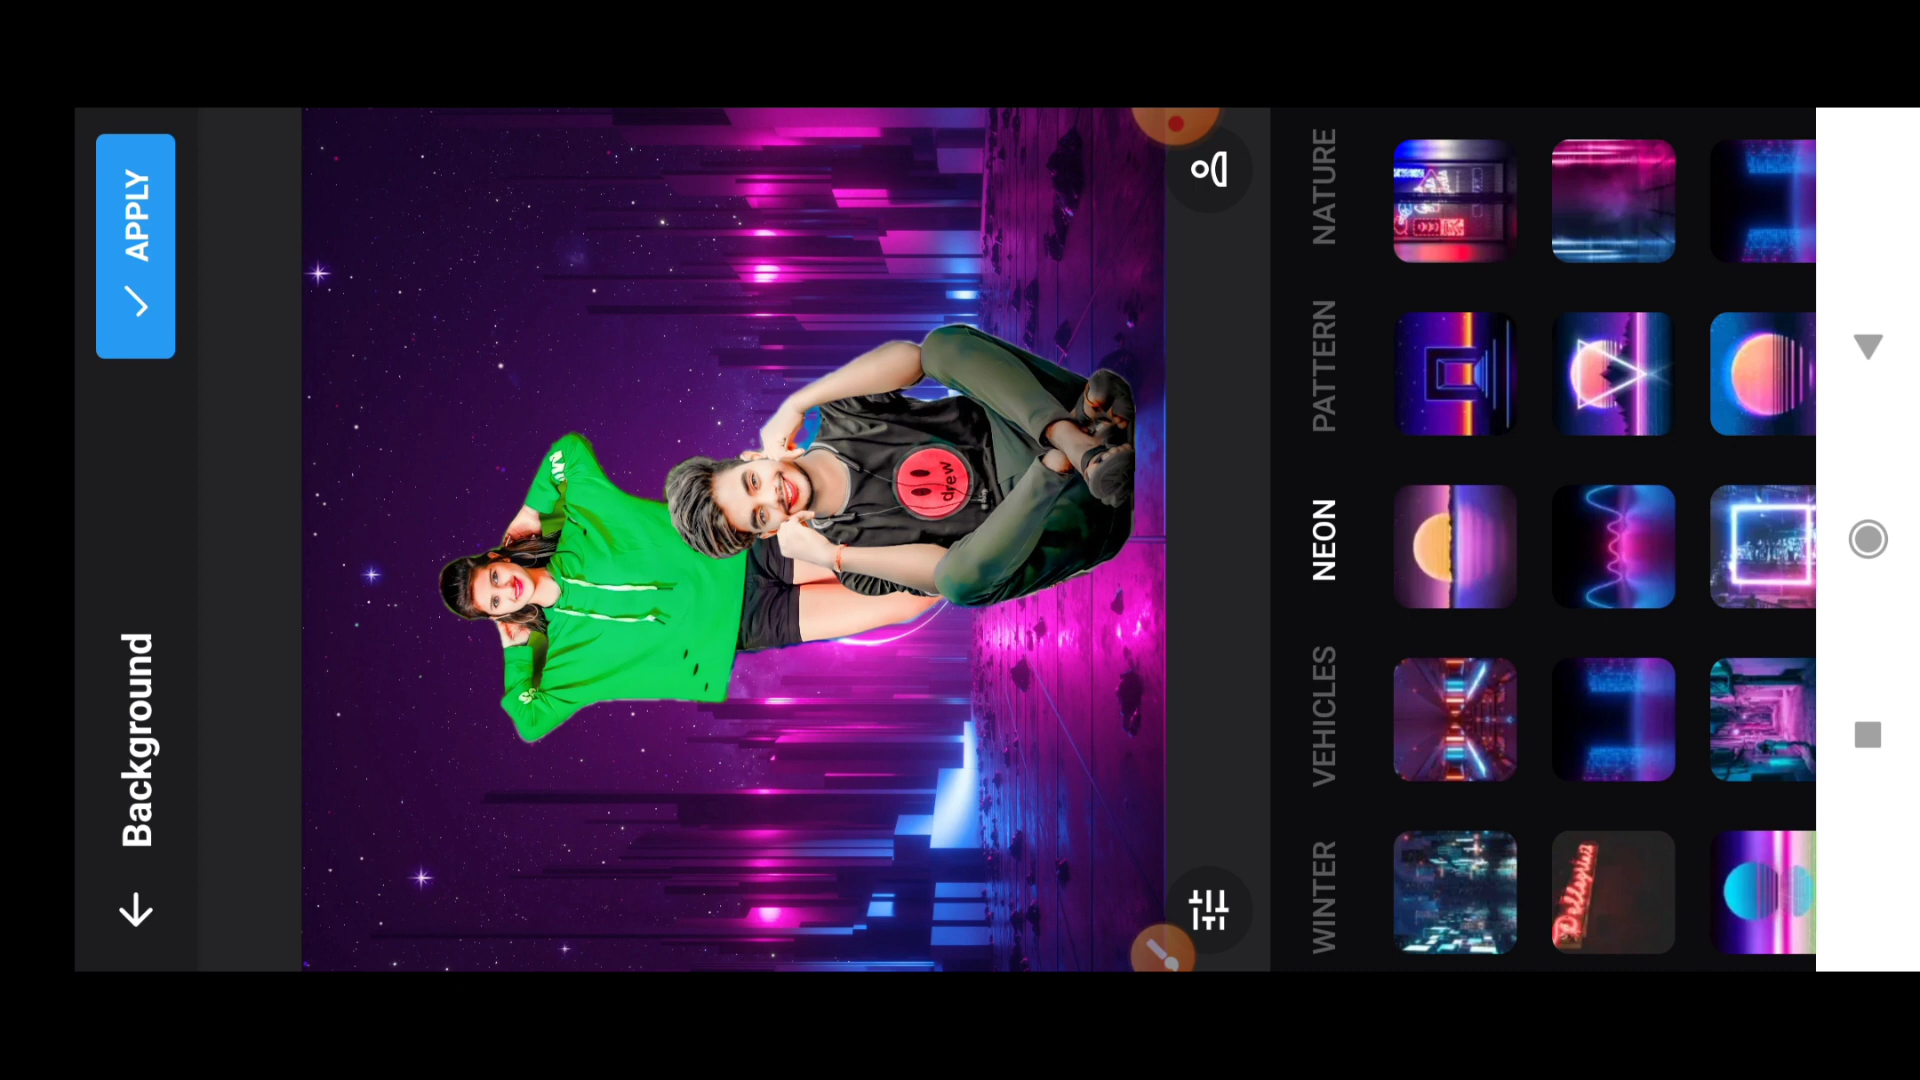 Background
APPLY
drew
WINTER
VEHICLES
NEON
PATTERN
NATURE